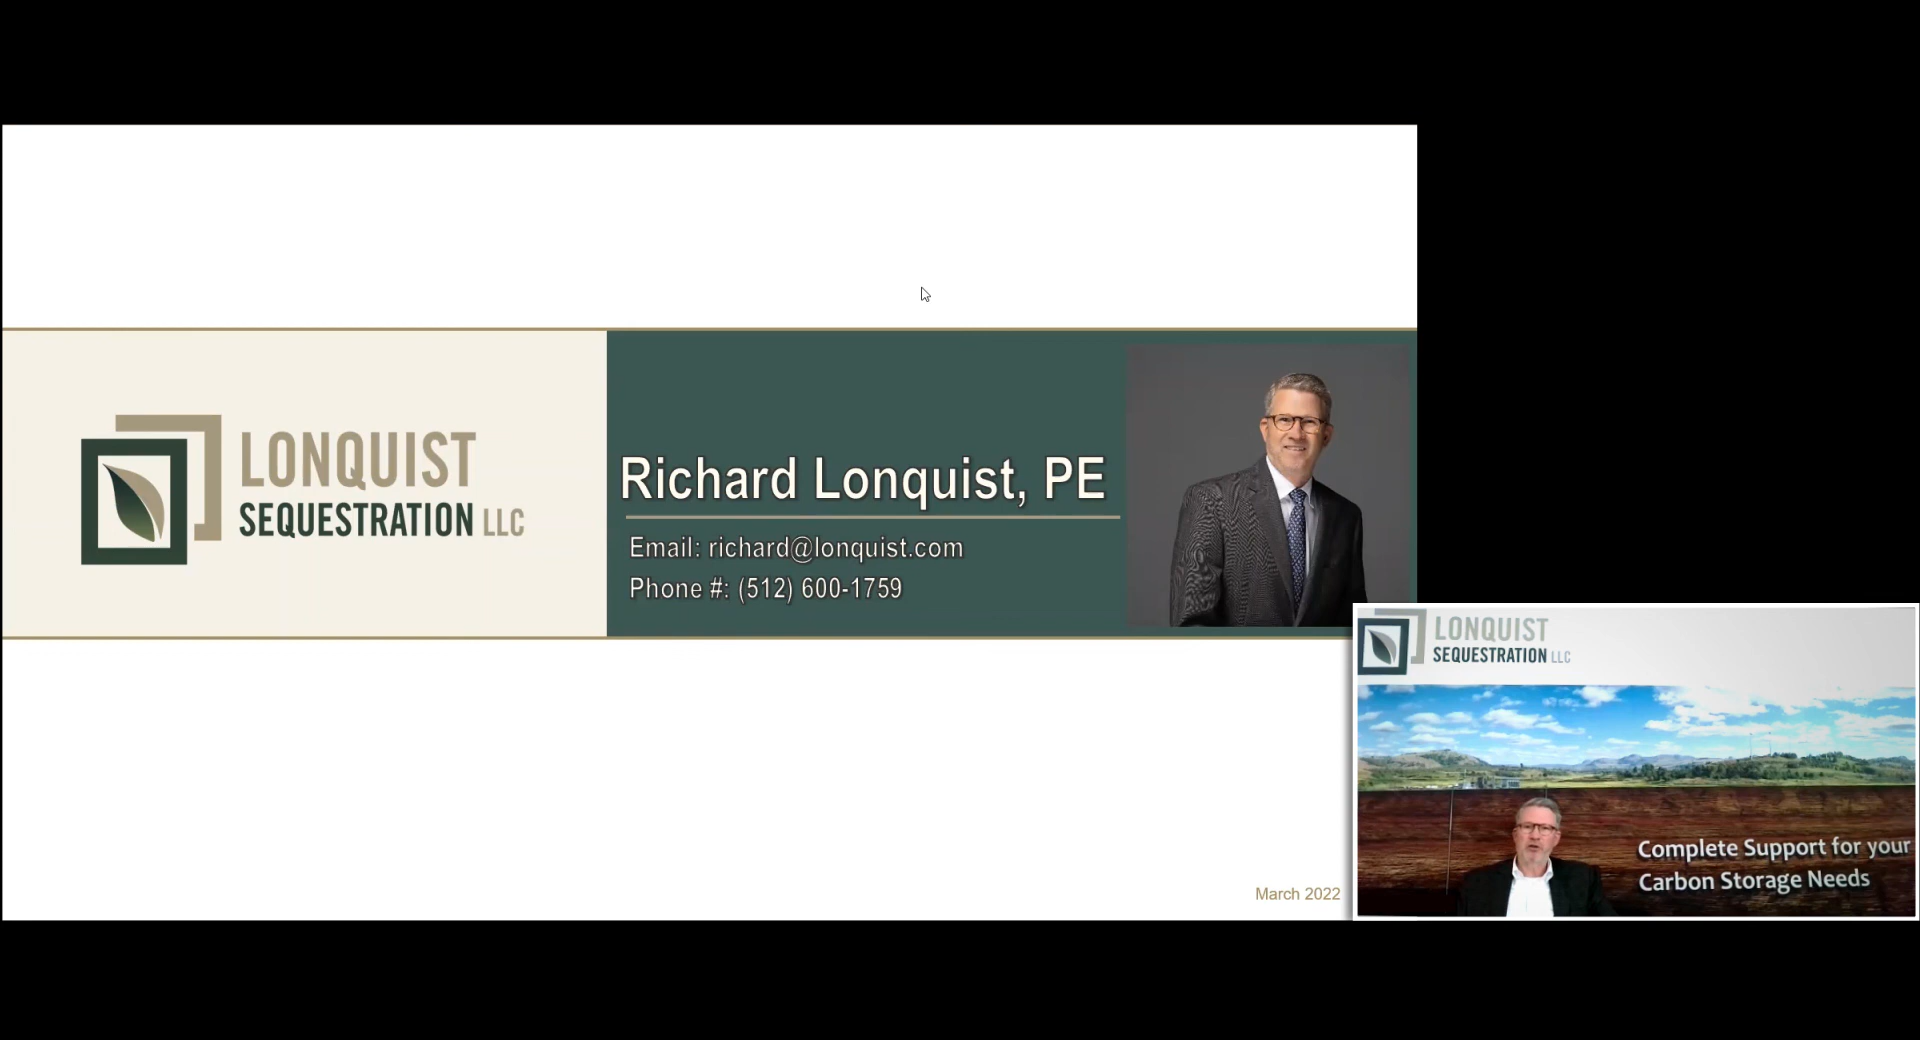 LONQUIST
SEQUESTRATION LLC
Richard Lonquist, PE
Email: richard@lonquist.com
Phone #: (512) 600-1759
March 2022
LONQUIST
SEQUESTRATION LLC
Complete Support for your
Carbon Storage Needs